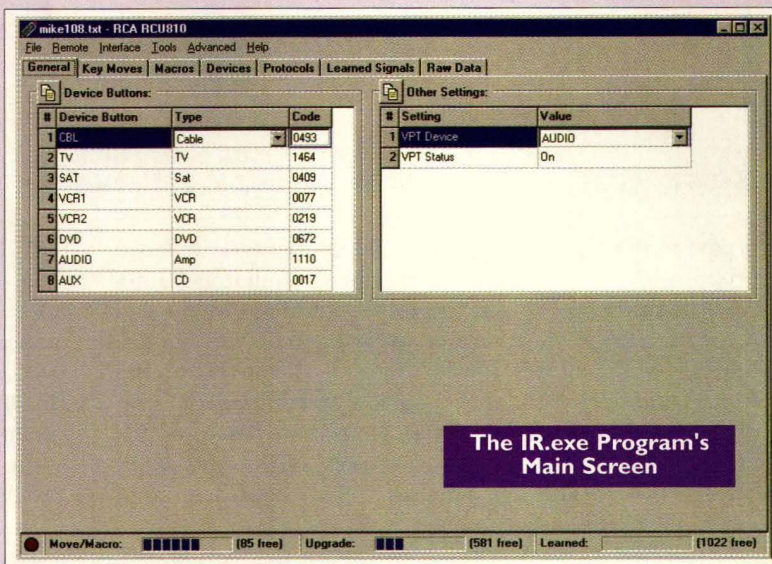 mike108.txt - RCA RCU810
File Remote Interface Tools Advanced Help
General Key Moves Macros Devices Protocols Learned Signals Raw Data
Device Buttons:
# Device Button Type Code
1 CBL Cable 0493
2 TV TV 1464
3 SAT Sat 0409
4 VCR1 VCR 0077
5 VCR2 VCR 0219
6 DVD DVD 0672
7 AUDIO Amp 1110
8 AUX CD 0017
Other Settings:
# Setting Value
1 VPT Device AUDIO
2 VPT Status On
The IR.exe Program's
Main Screen
Move/Macro: (85 free) Upgrade: (581 free) Learned: (1022 free)